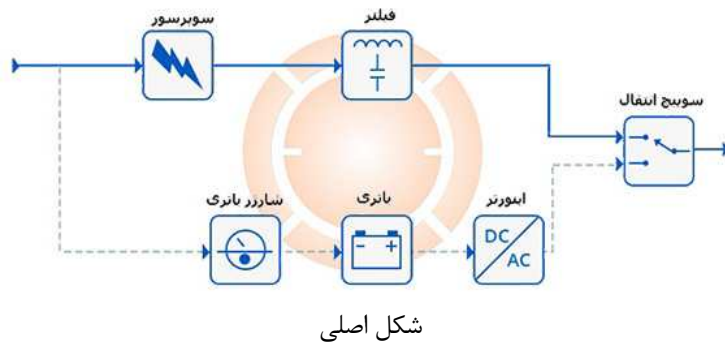 سوپرسور
فیلتر
سوییچ انتقال
شارژر باتری
باتری
اینورتر
DC
AC
شکل اصلی